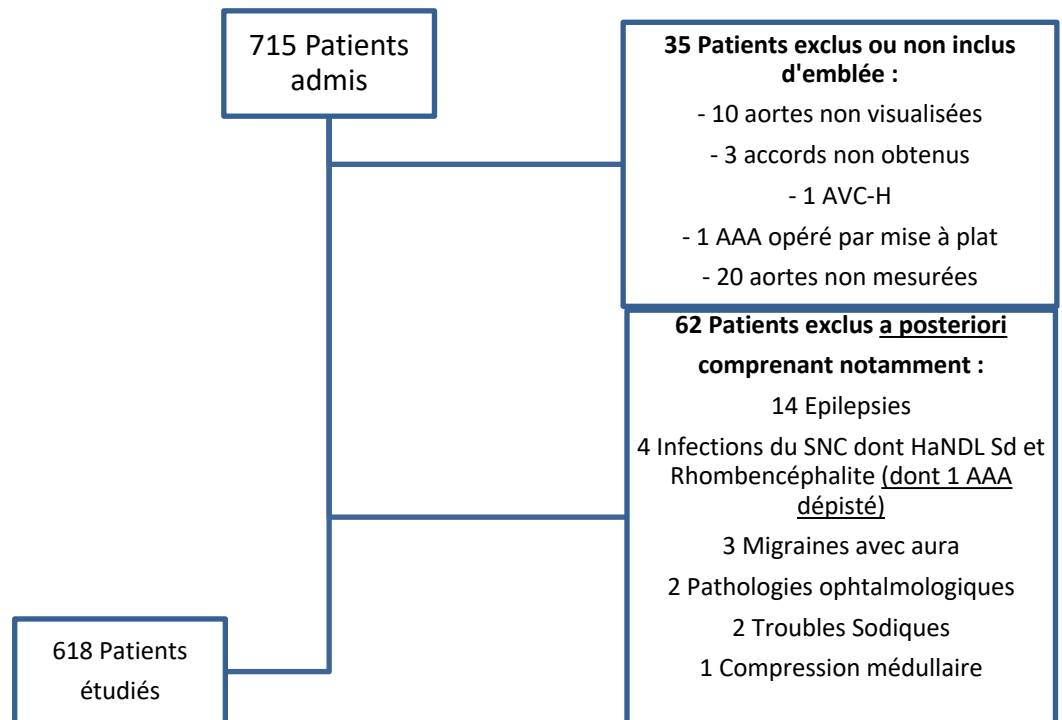 715 Patients
admis
35 Patients exclus ou non inclus
d'emblée :
- 10 aortes non visualisées
- 3 accords non obtenus
- 1 AVC-H
- 1 AAA opéré par mise à plat
- 20 aortes non mesurées
62 Patients exclus a posteriori
comprenant notamment :
14 Epilepsies
4 Infections du SNC dont HaNDL Sd et
Rhombencéphalite (dont 1 AAA
dépisté)
3 Migraines avec aura
2 Pathologies ophtalmologiques
2 Troubles Sodiques
1 Compression médullaire
618 Patients
étudiés